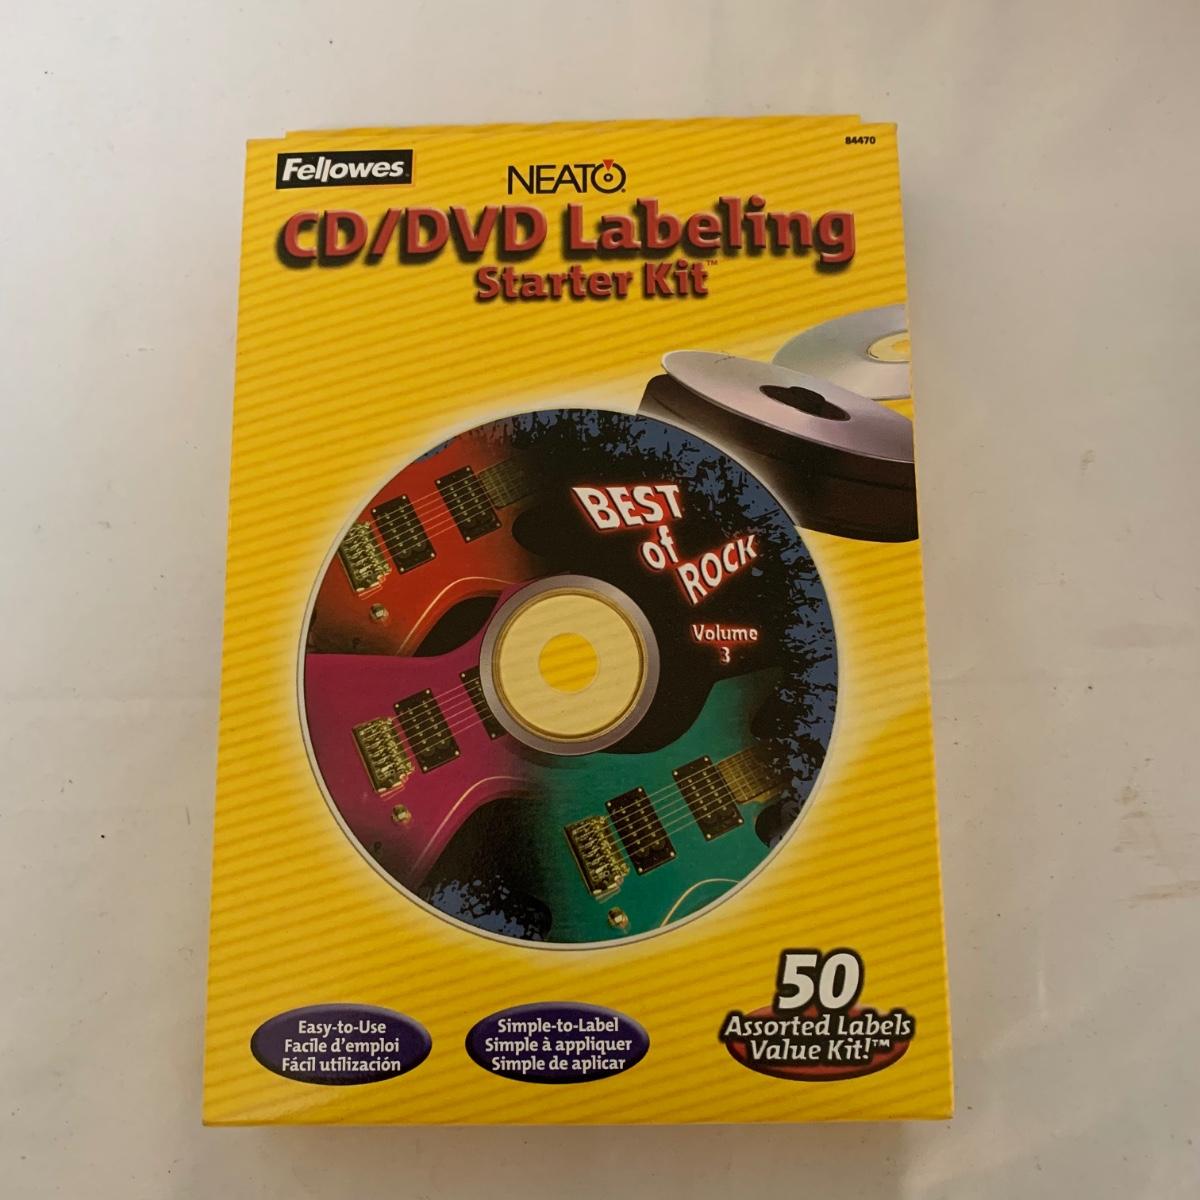 84470
Fellowes
NEATO
CD/DVD Labeling
Starter Kit™
BEST
of
ROCK
Volume
3
50
Assorted Labels
Value Kit!™
Easy-to-Use
Facile d'emploi
Fácil utilización
Simple-to-Label
Simple à appliquer
Simple de aplicar